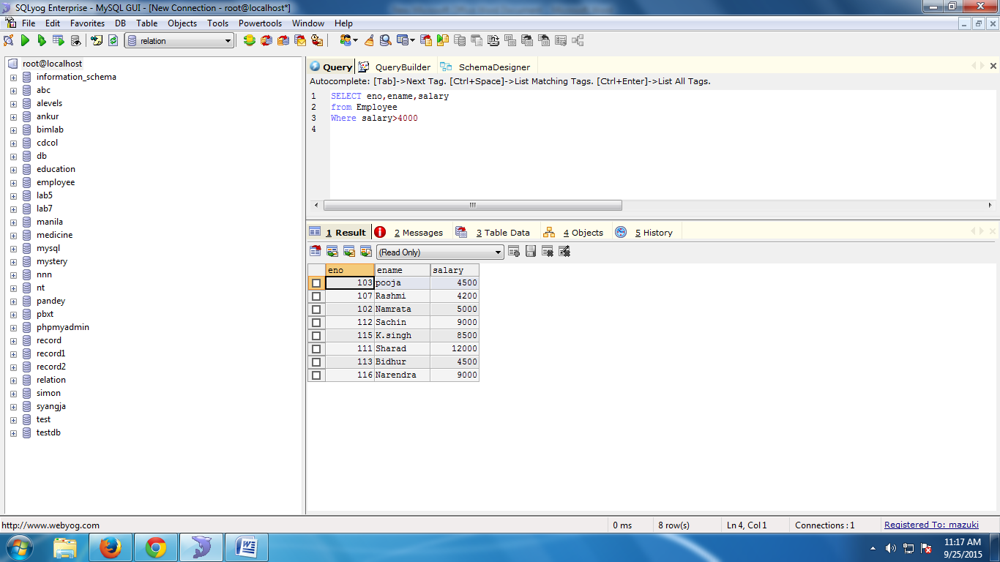 SQLyog Enterprise - MySQL GUI - [New Connection - root@localhost*]
File Edit Favorites DB Table Objects Tools Powertools Window Help
relation
root@localhost
information_schema
abc
alevels
ankur
bimlab
cdcol
db
education
employee
lab5
lab7
manila
medicine
mysql
mystery
nnn
nt
pandey
pbxt
phpmyadmin
record
record1
record2
relation
simon
syangja
test
testdb
Query QueryBuilder SchemaDesigner
Autocomplete: [Tab]->Next Tag. [Ctrl+Space]->List Matching Tags. [Ctrl+Enter]->List All Tags.
1 SELECT eno,ename,salary
2 from Employee
3 Where salary>4000
4
1 Result 2 Messages 3 Table Data 4 Objects 5 History
(Read Only)
eno ename salary
103 pooja 4500
107 Rashmi 4200
102 Namrata 5000
112 Sachin 9000
115 K.singh 8500
111 Sharad 12000
113 Bidhur 4500
116 Narendra 9000
http://www.webyog.com 0 ms 8 row(s) Ln 4, Col 1 Connections : 1 Registered To: mazuki
11:17 AM
9/25/2015